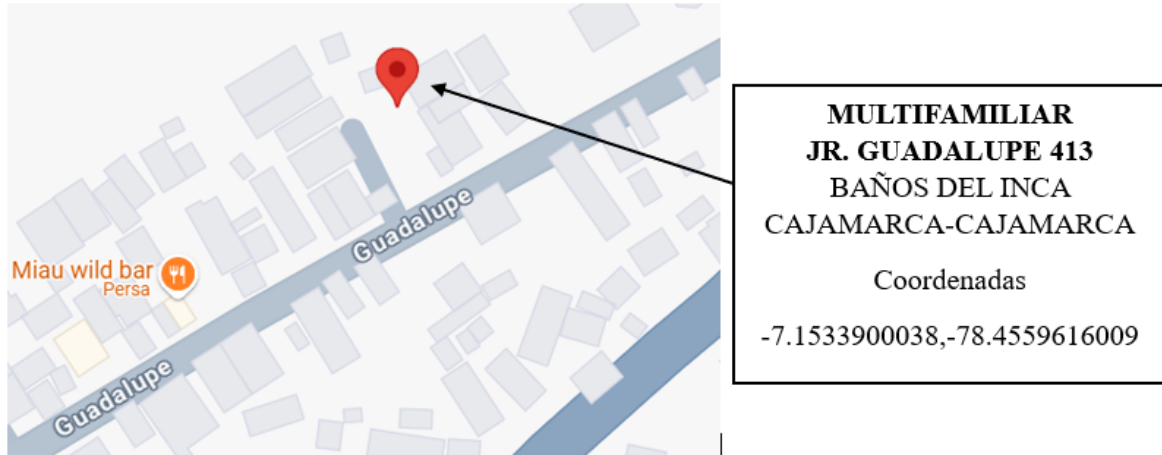 Guadalupe
Miau wild bar
Persa
Guadalupe
MULTIFAMILIAR
JR. GUADALUPE 413
BAÑOS DEL INCA
CAJAMARCA-CAJAMARCA
Coordenadas
-7.1533900038,-78.4559616009